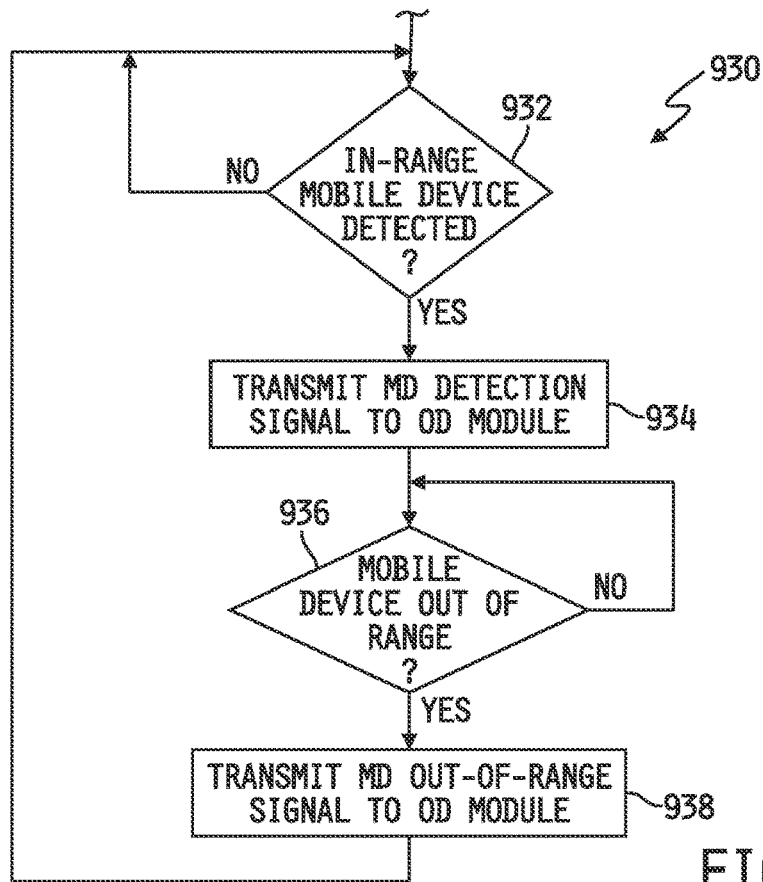 930
932
IN-RANGE
MOBILE DEVICE
DETECTED
?
NO
YES
TRANSMIT MD DETECTION
SIGNAL TO OD MODULE
934
936
MOBILE
DEVICE OUT OF
RANGE
?
NO
YES
TRANSMIT MD OUT-OF-RANGE
SIGNAL TO OD MODULE
938